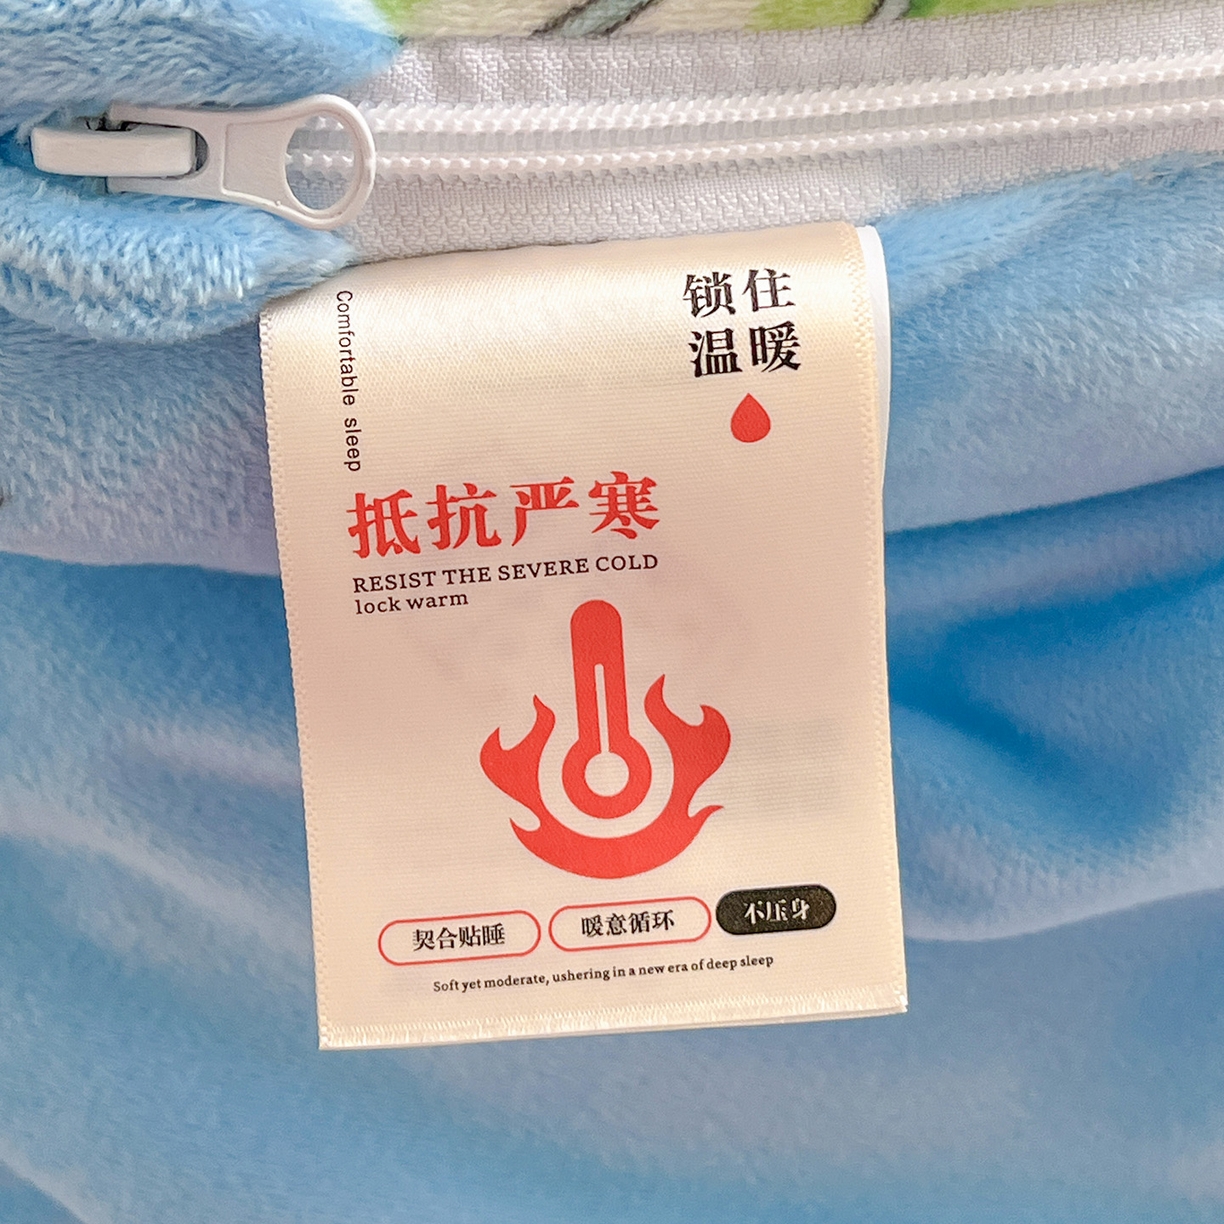 锁住
温暖
Comfortable sleep
抵抗严寒
RESIST THE SEVERE COLD
lock warm
契合贴睡
暖意循环
不压身
Soft yet moderate, ushering in a new era of deep sleep